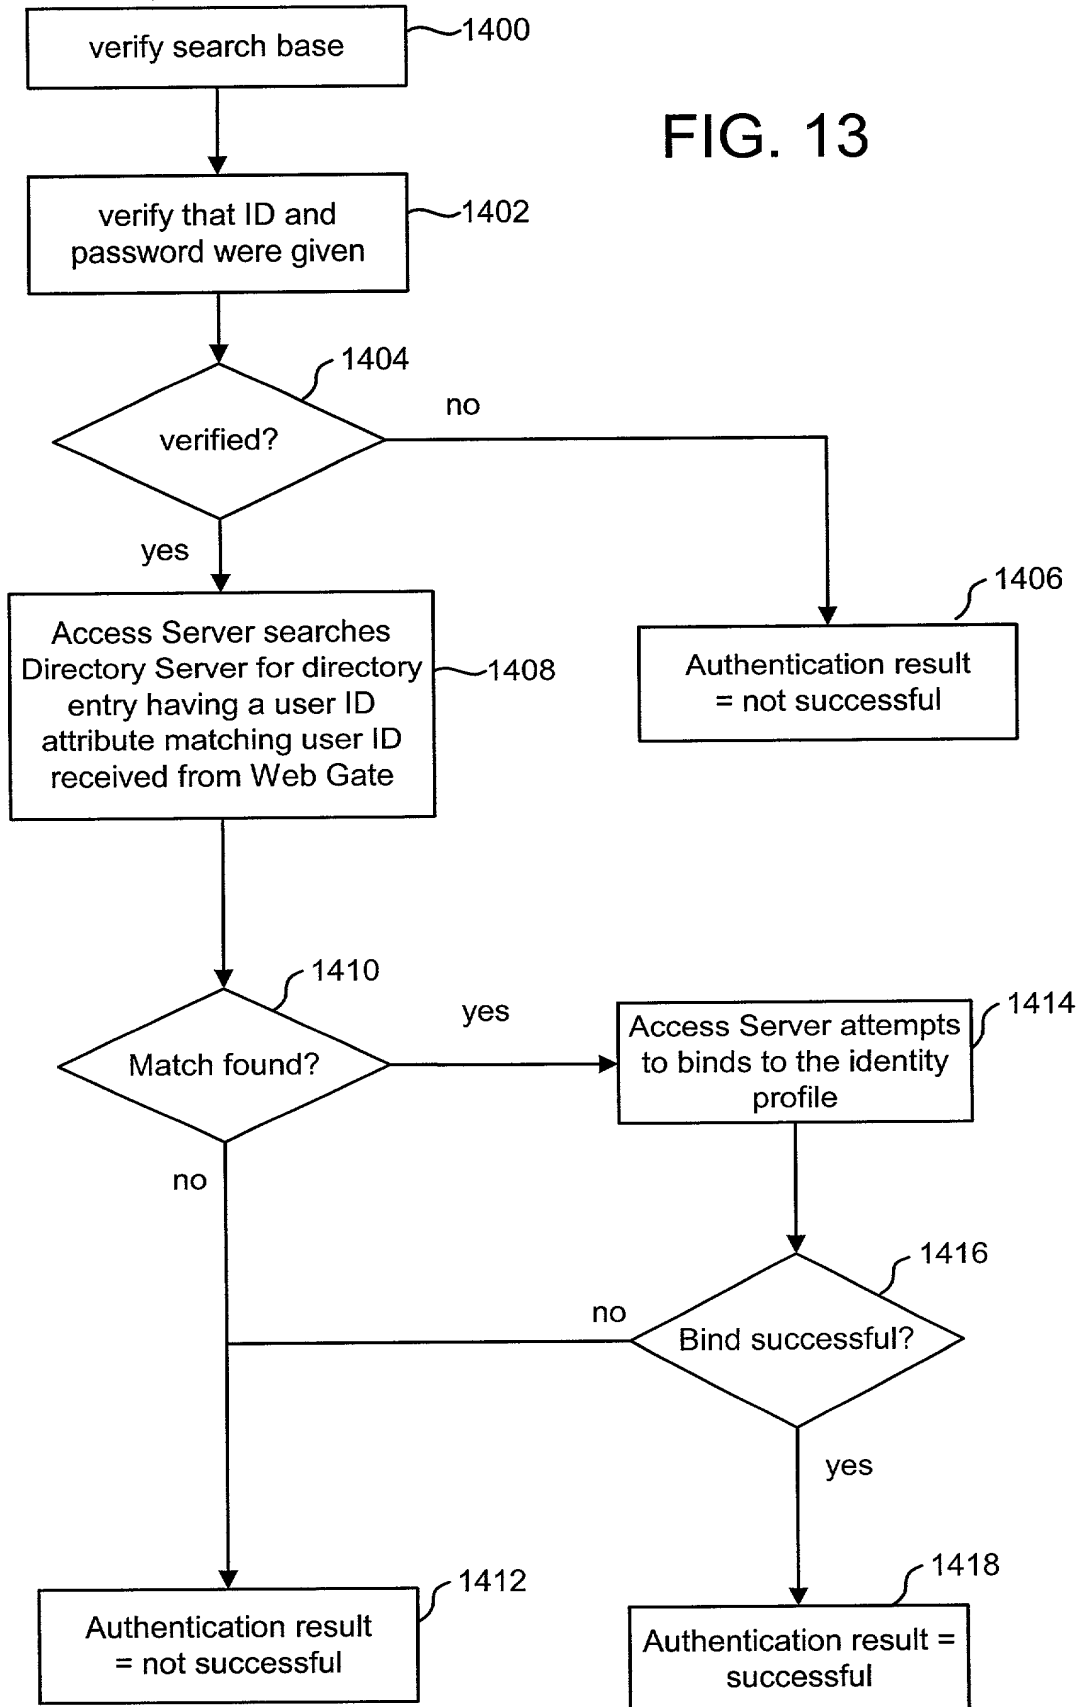 verify search base
1400
FIG. 13
verify that ID and
password were given
1402
1404
verified?
no
yes
1406
Authentication result
= not successful
Access Server searches
Directory Server for directory
entry having a user ID
attribute matching user ID
received from Web Gate
1408
1410
Match found?
yes
1414
Access Server attempts
to binds to the identity
profile
no
1416
Bind successful?
no
yes
1412
Authentication result
= not successful
1418
Authentication result =
successful